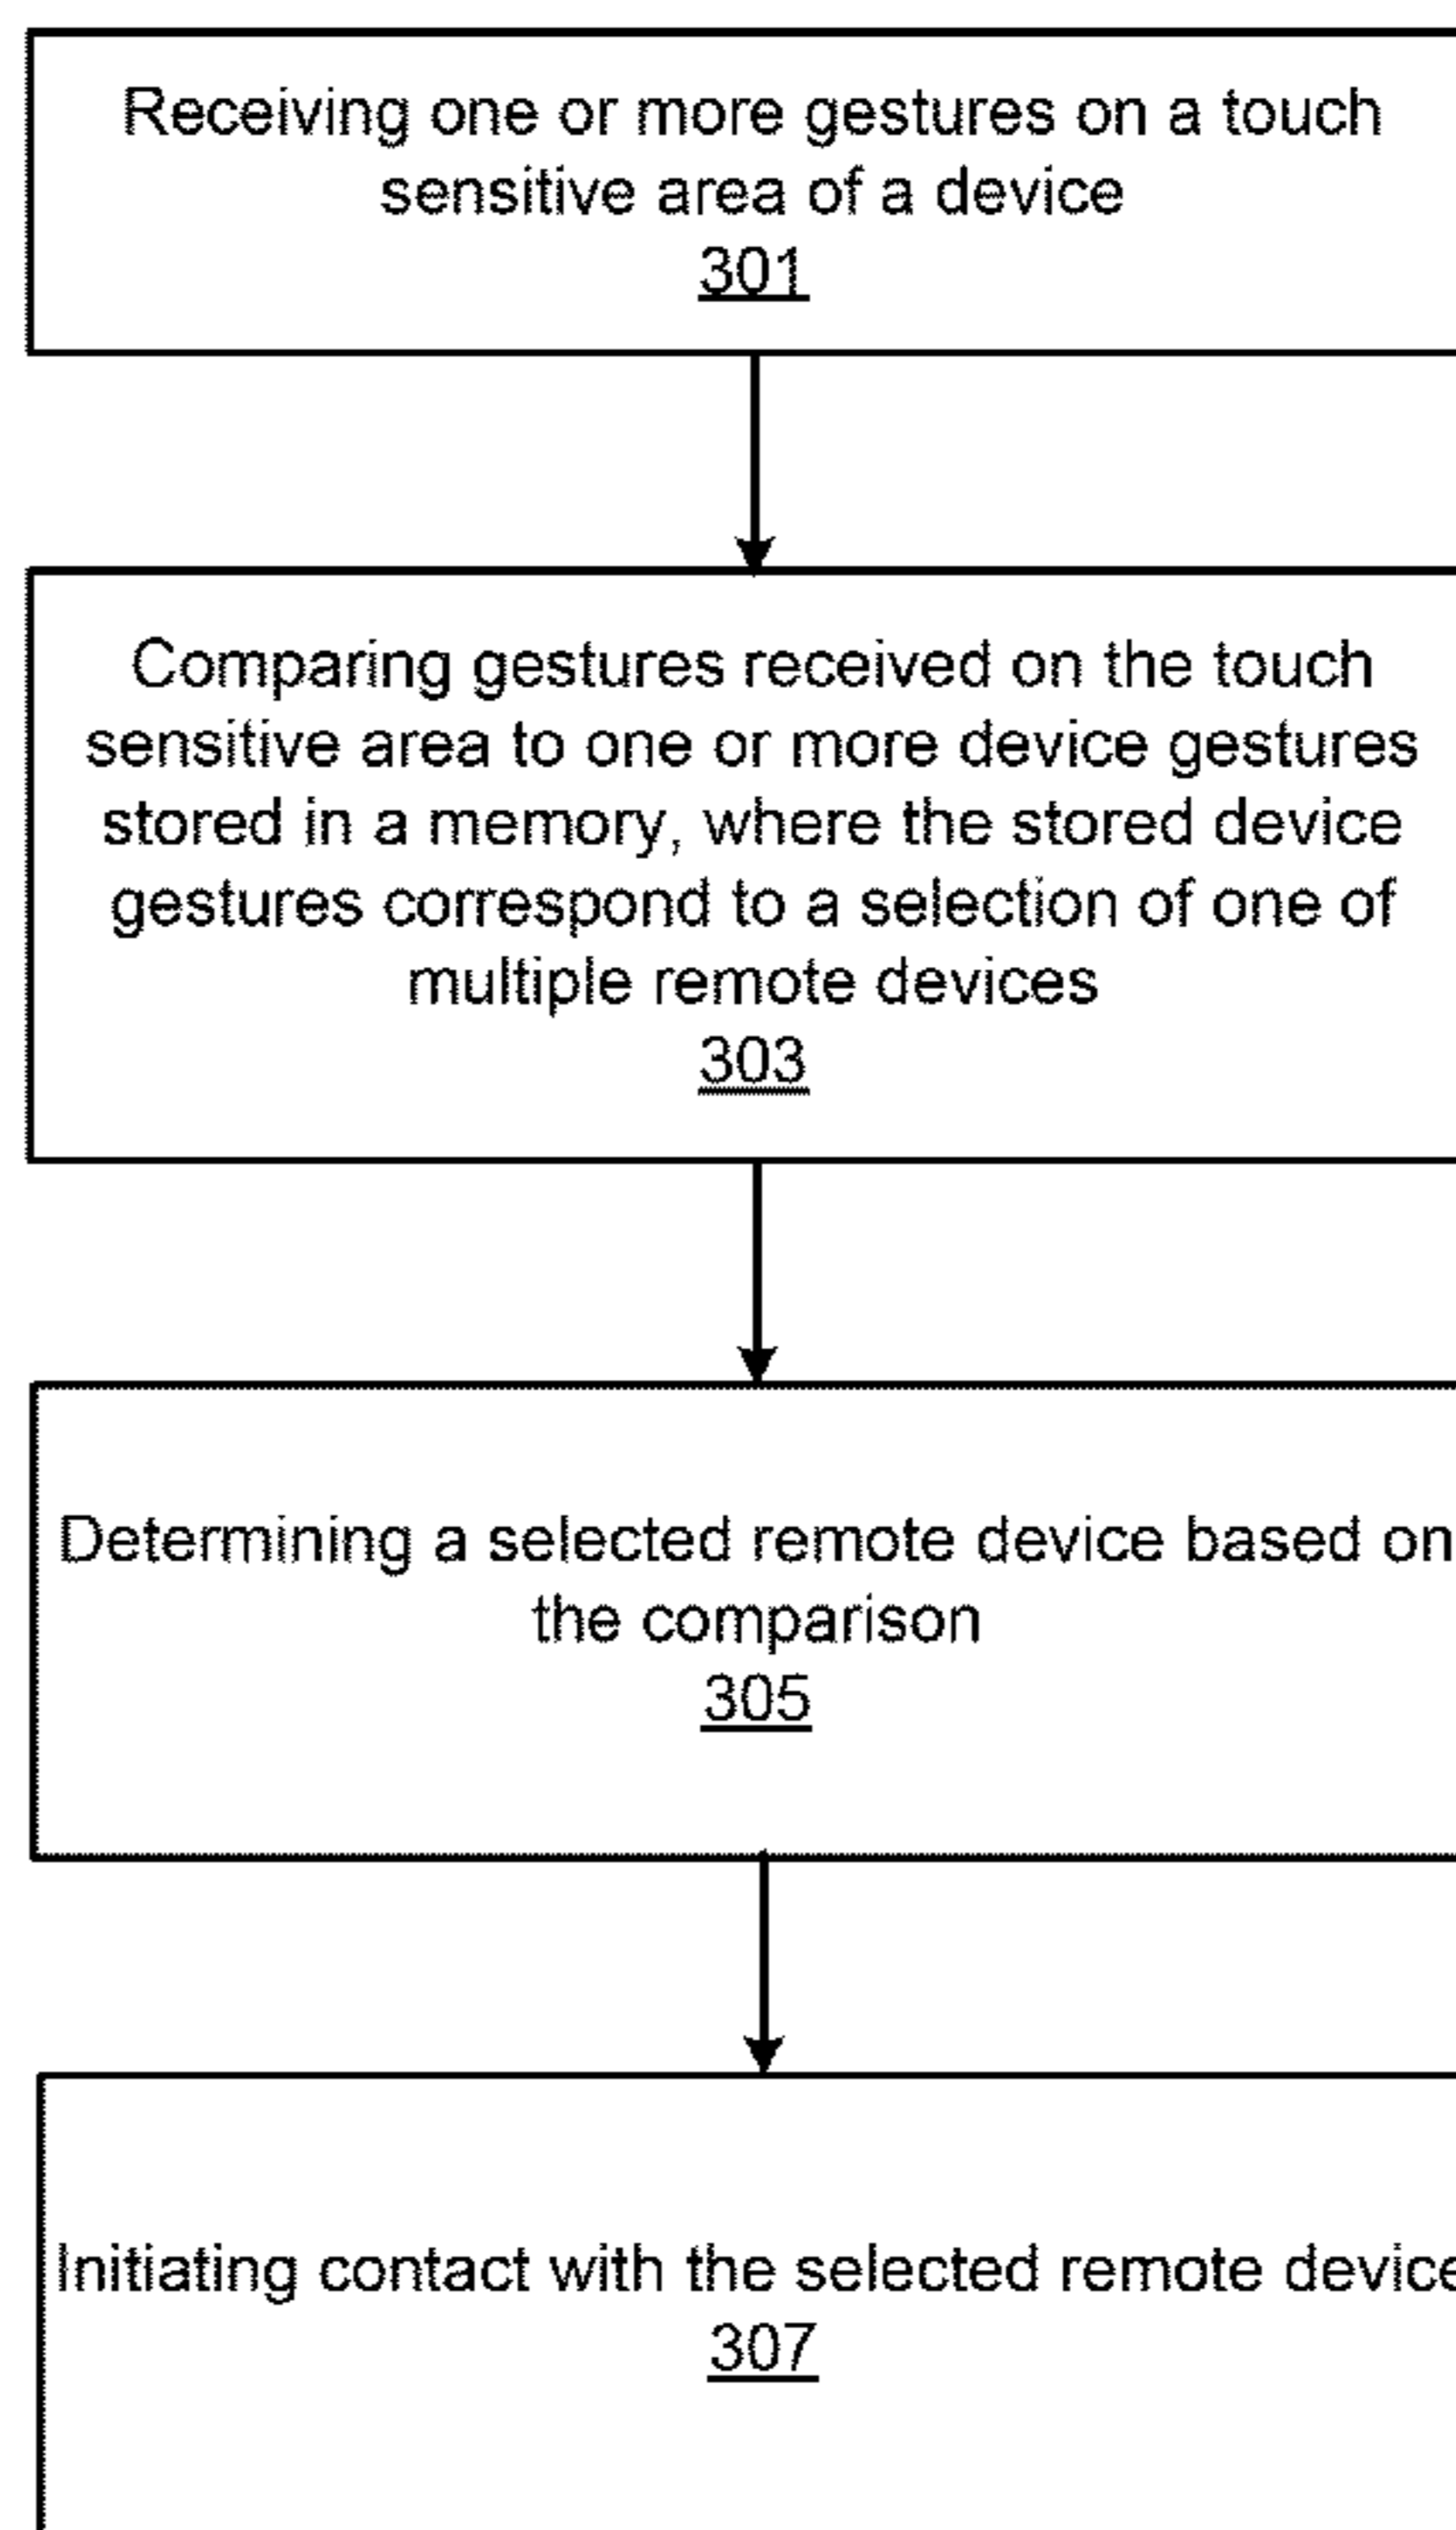 Receiving one or more gestures on a touch
sensitive area of a device
301
Comparing gestures received on the touch
sensitive area to one or more device gestures
stored in a memory, where the stored device
gestures correspond to a selection of one of
multiple remote devices
303
Determining a selected remote device based on
the comparison
305
Initiating contact with the selected remote device
307